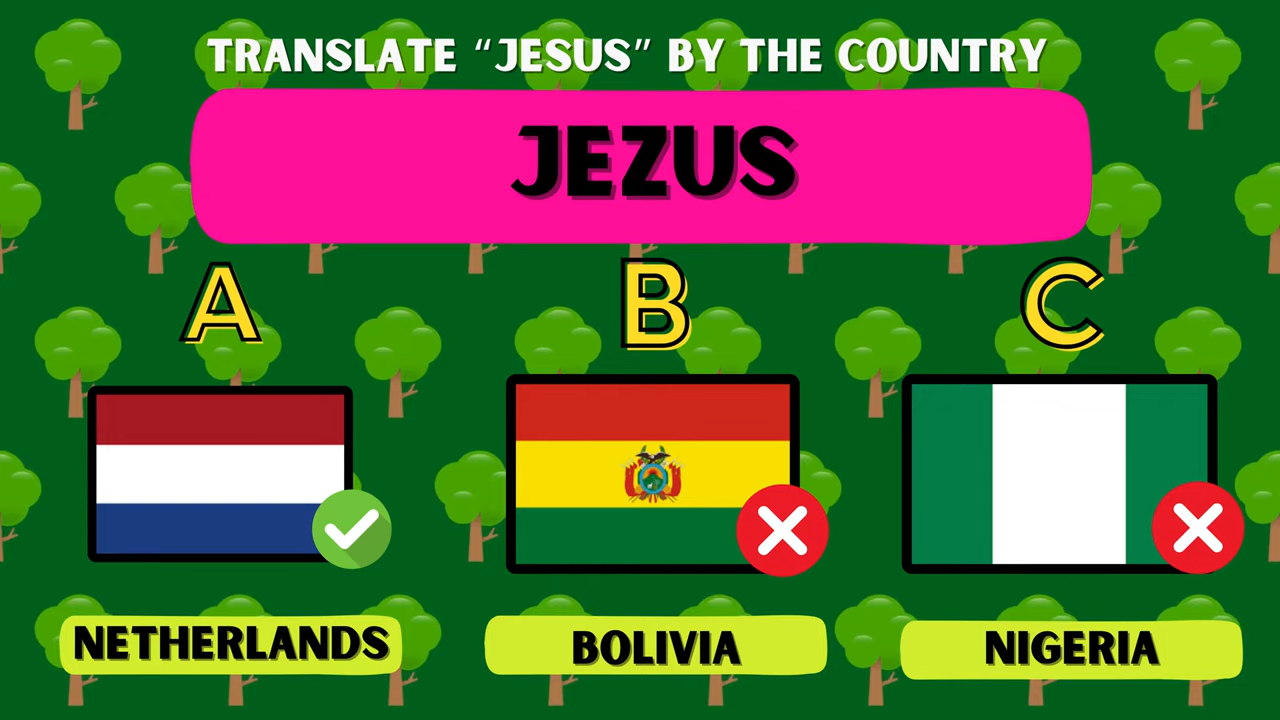 TRANSLATE “JESUS” BY THE COUNTRY
JEZUS
A B C
NETHERLANDS BOLIVIA NIGERIA